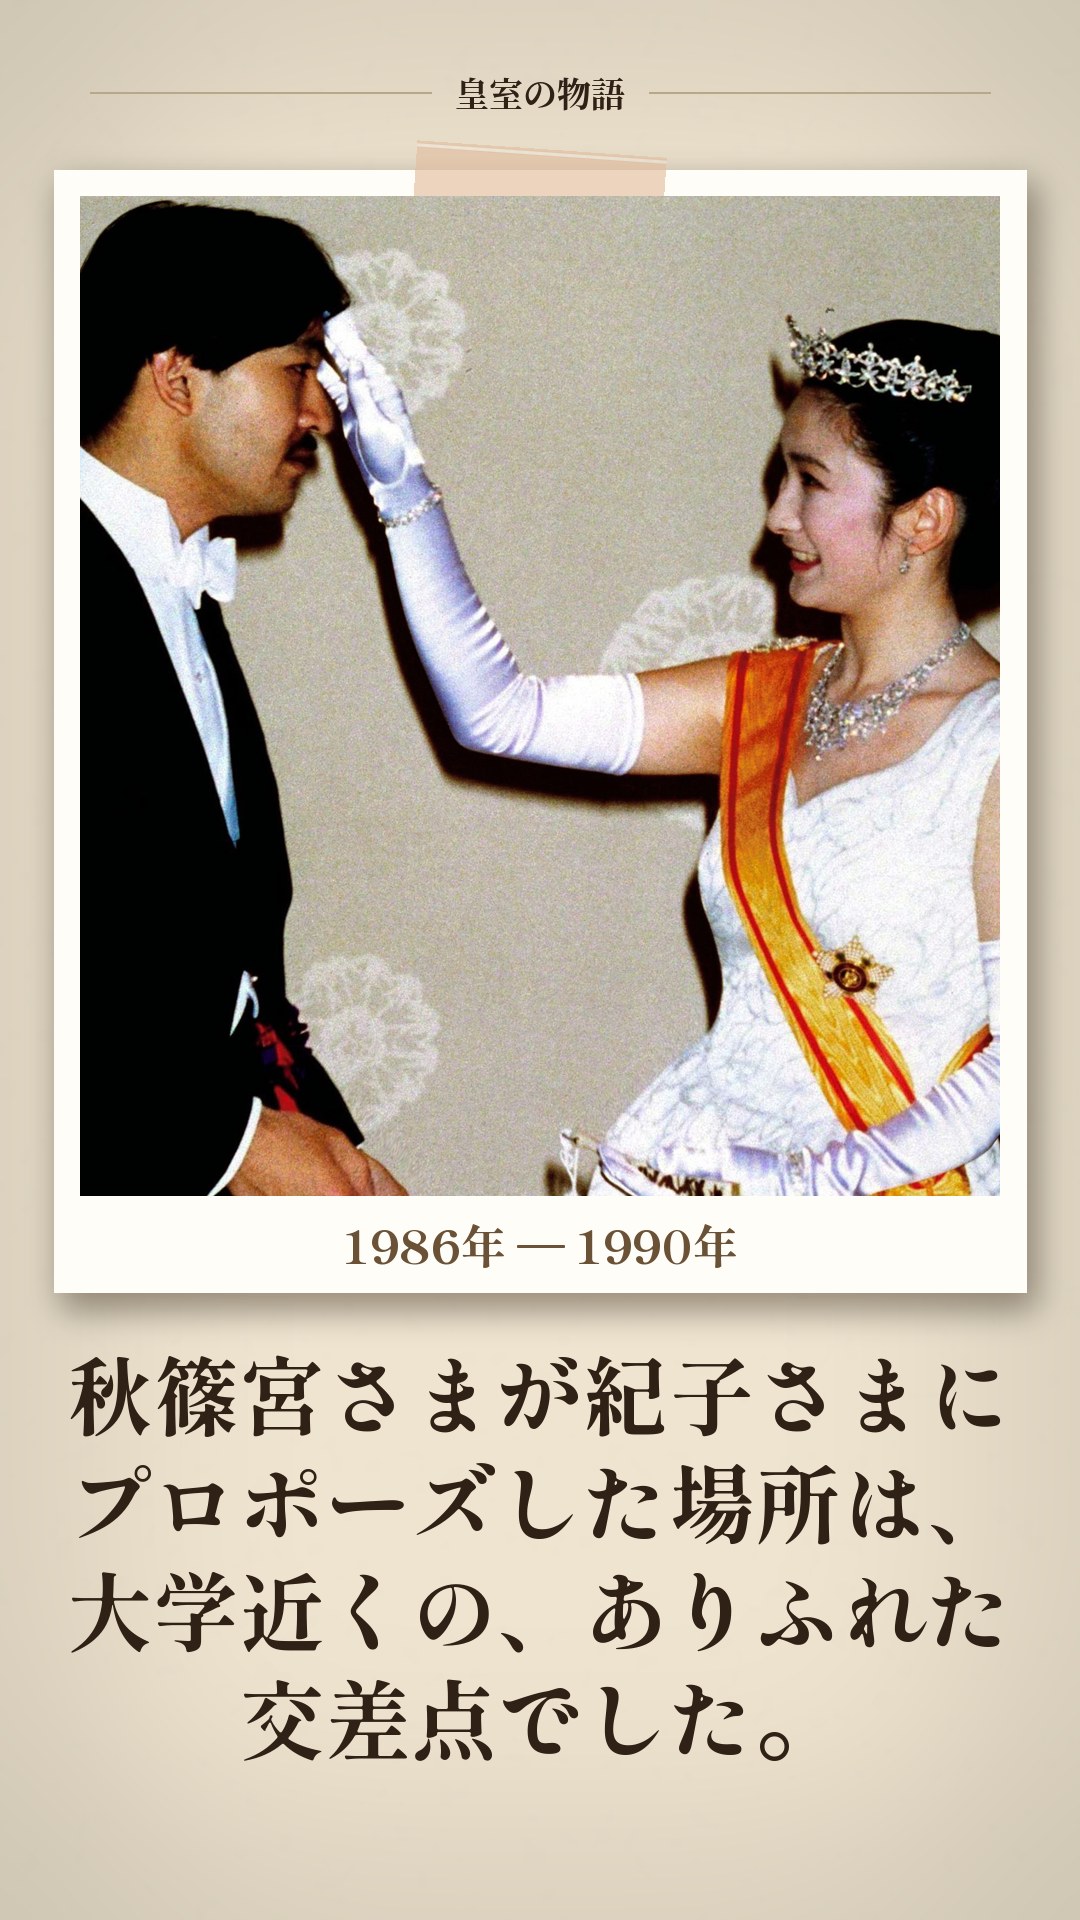 皇室の物語
1986年 — 1990年
秋篠宮さまが紀子さまに
プロポーズした場所は、
大学近くの、ありふれた
交差点でした。